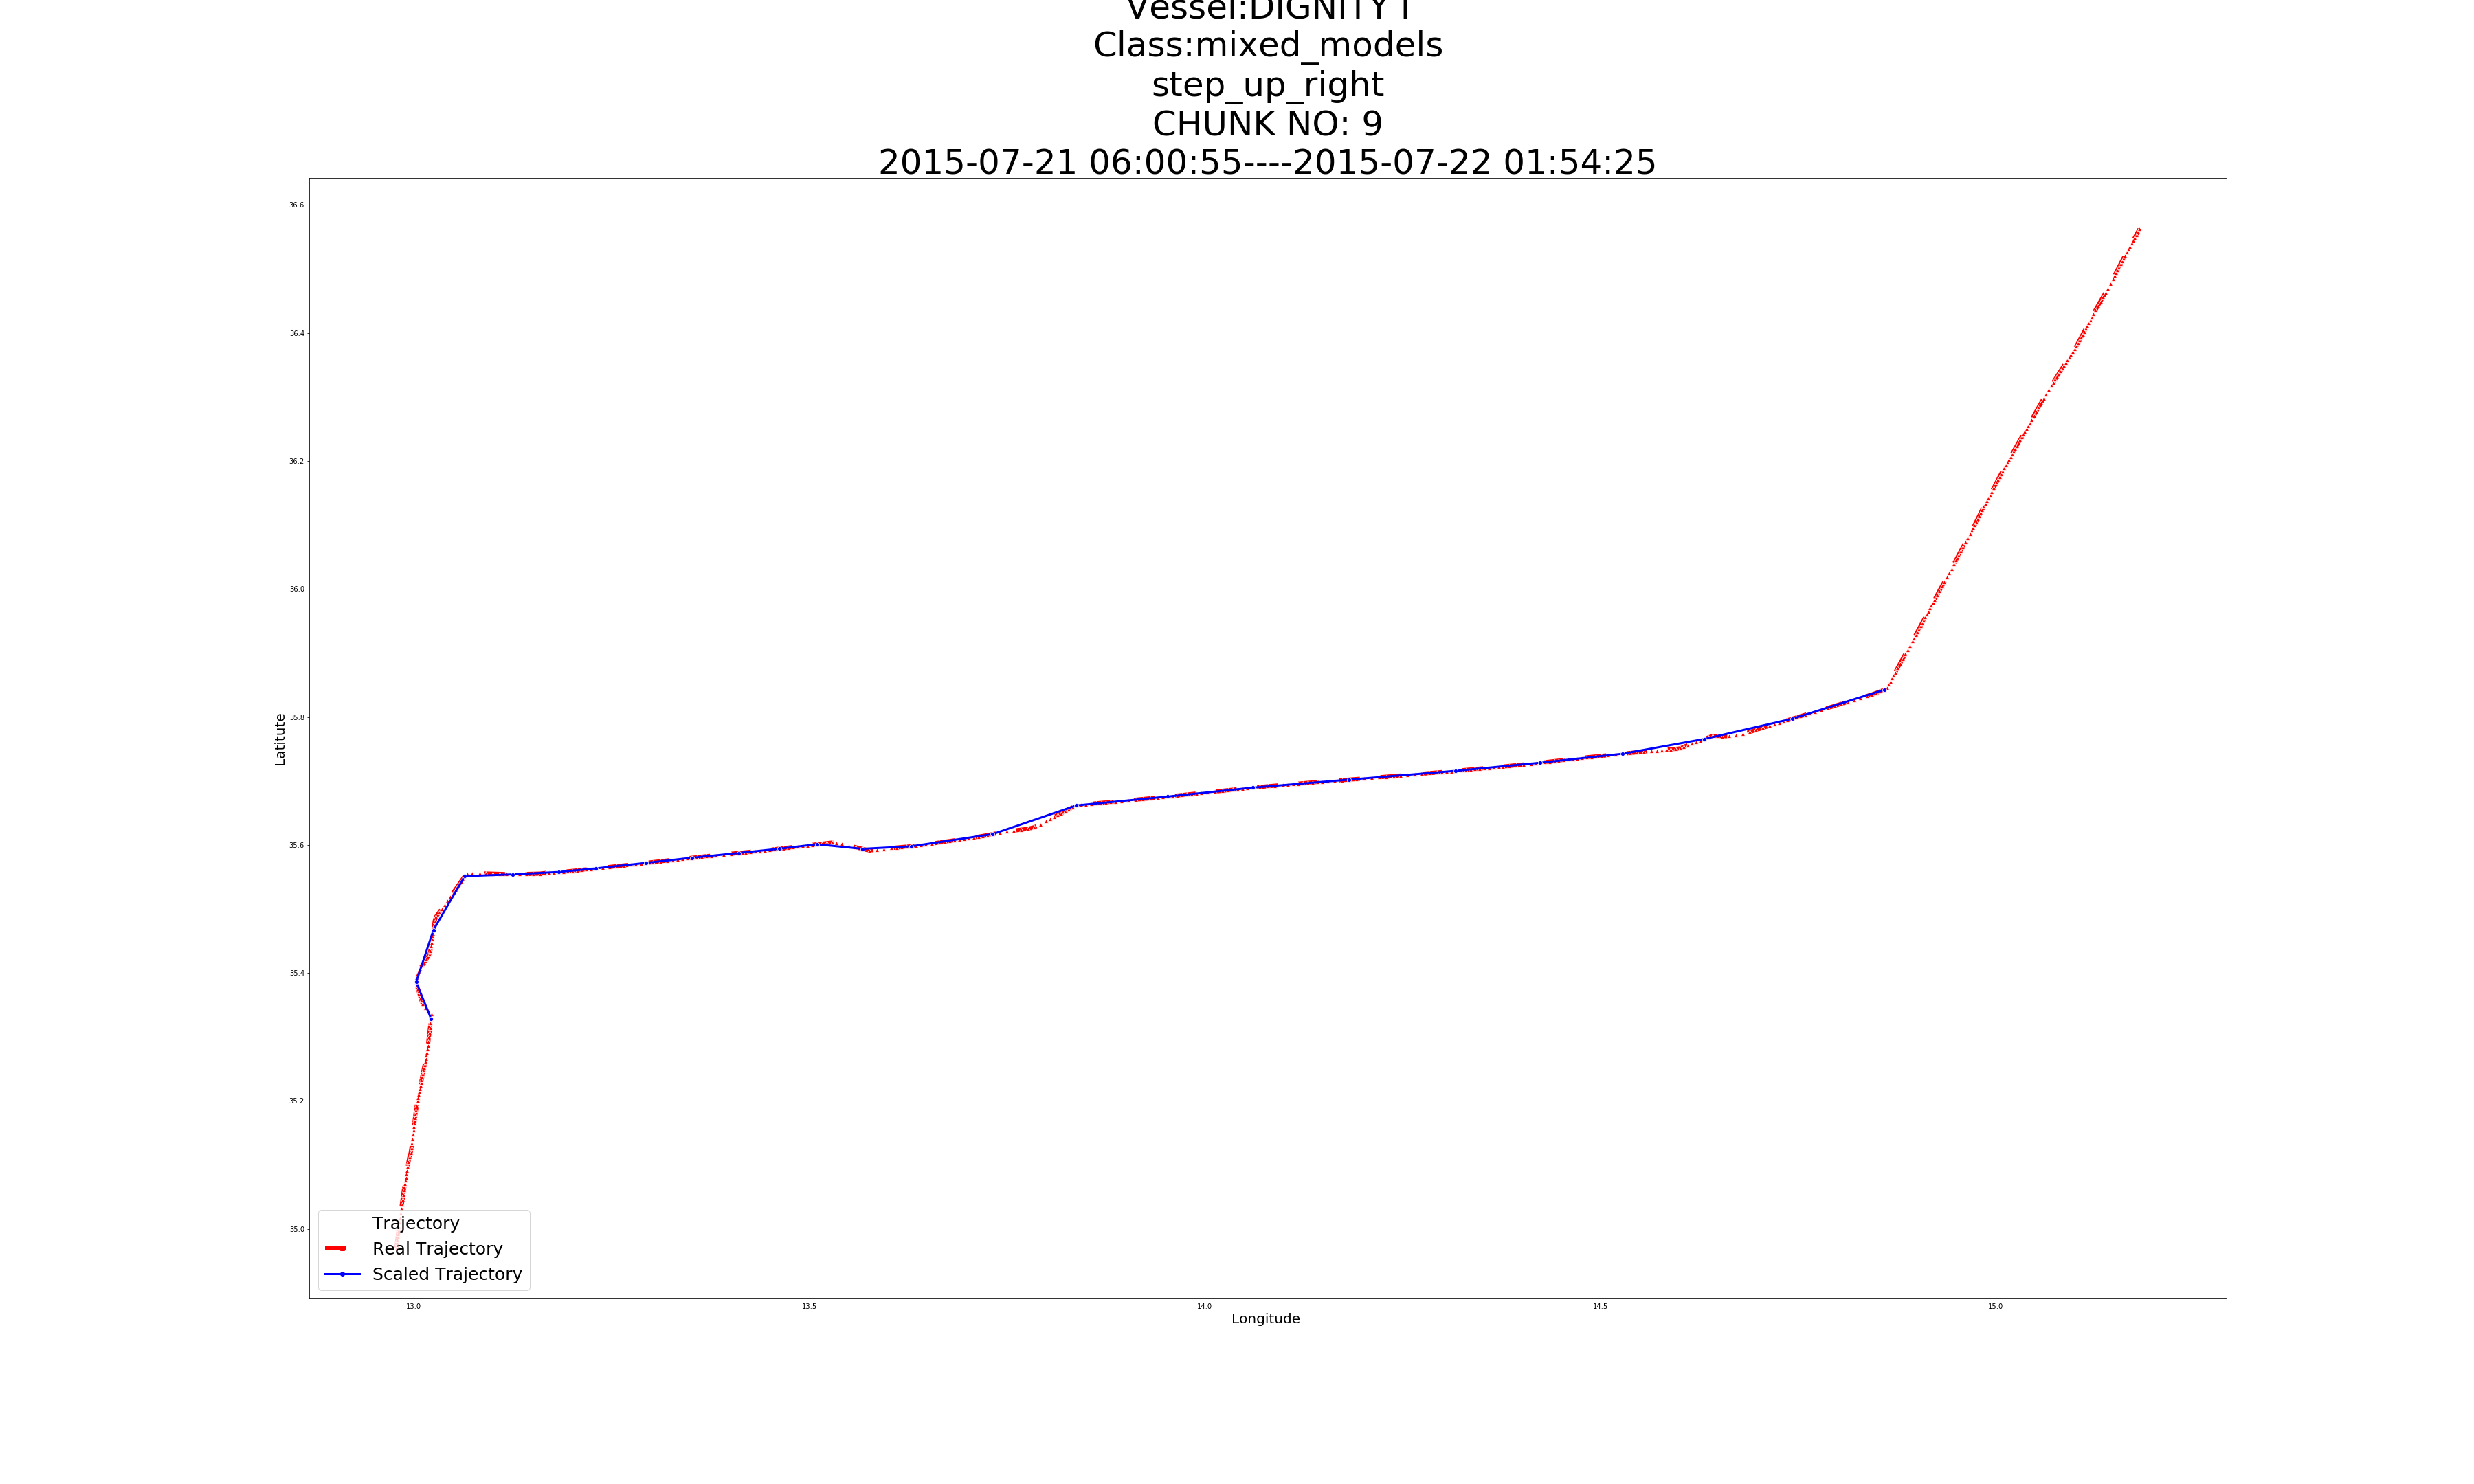 Vessel:DIGNITY I
Class:mixed_models
step_up_right
CHUNK NO: 9
2015-07-21 06:00:55----2015-07-22 01:54:25
36.6
36.4
36.2
36.0
35.8
35.6
35.4
35.2
35.0
Latitute
Trajectory
Real Trajectory
Scaled Trajectory
13.0
13.5
14.0
14.5
15.0
Longitude